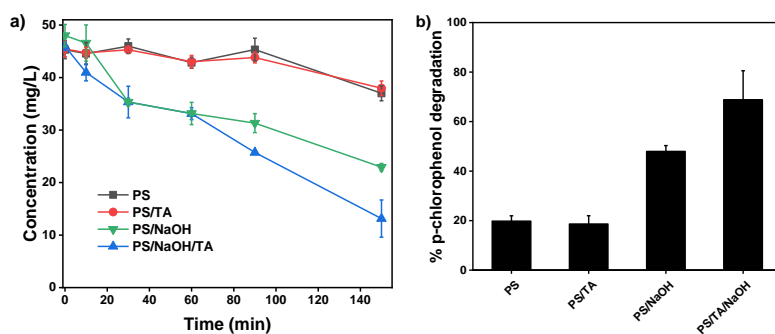 a)
Concentration (mg/L)
50
40
30
20
10
0
PS
PS/TA
PS/NaOH
PS/NaOH/TA
0 20 40 60 80 100 120 140
Time (min)
b)
% p-chlorophenol degradation
100
80
60
40
20
0
PS
PS/TA
PS/NaOH
PS/TA/NaOH